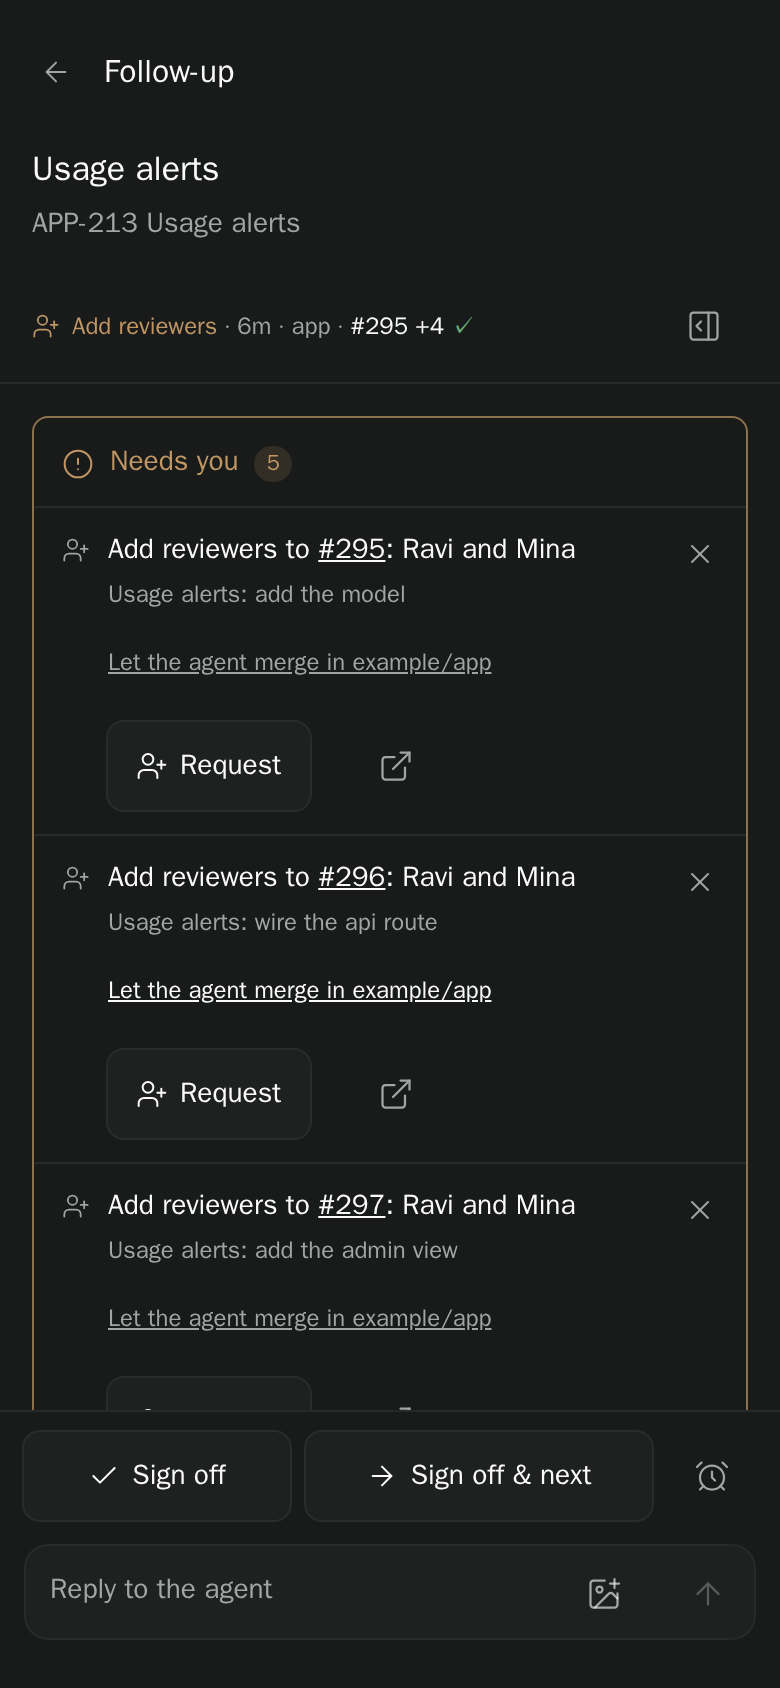 Follow-up
Usage alerts
APP-213 Usage alerts
Add reviewers · 6m · app · #295 +4 ✓
Needs you 5
Add reviewers to #295: Ravi and Mina
Usage alerts: add the model
Let the agent merge in example/app
Request
Add reviewers to #296: Ravi and Mina
Usage alerts: wire the api route
Let the agent merge in example/app
Request
Add reviewers to #297: Ravi and Mina
Usage alerts: add the admin view
Let the agent merge in example/app
Sign off
Sign off & next
Reply to the agent